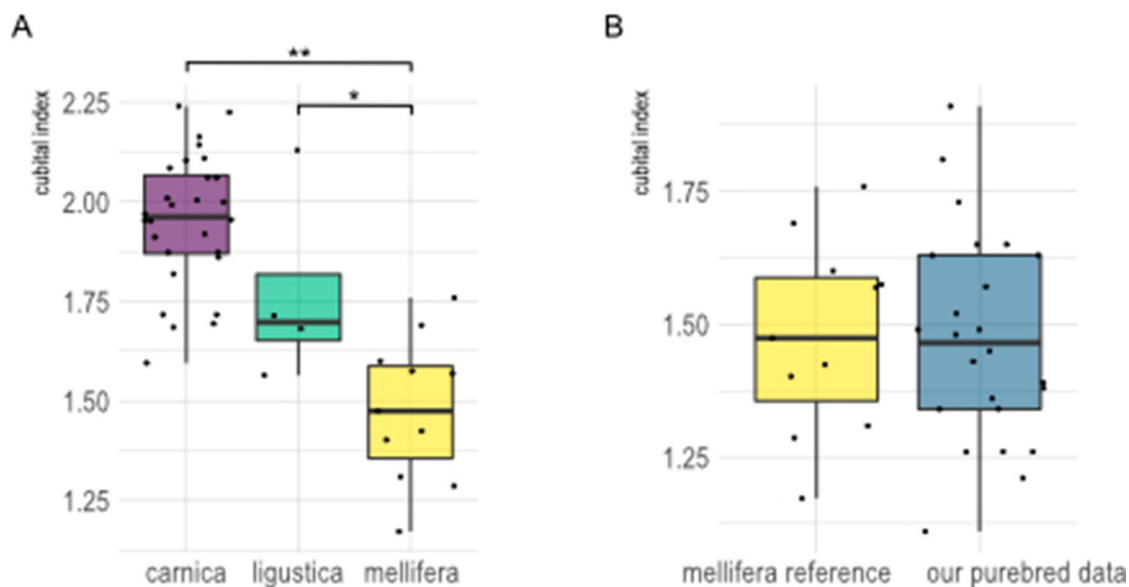 A
B
**
*
cubital index
2.25
2.00
1.75
1.50
1.25
carnica ligustica mellifera
cubital index
1.75
1.50
1.25
mellifera reference our purebred data